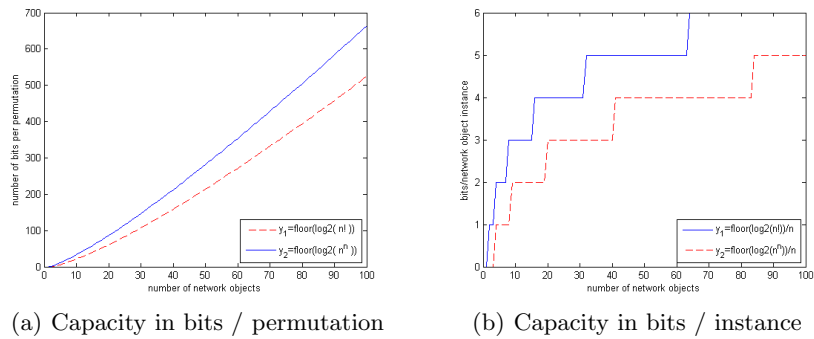 700
600
500
400
300
200
100
0
0 10 20 30 40 50 60 70 80 90 100
number of bits per permutation
number of network objects
y1=floor(log2( n! ))
y2=floor(log2( n^n ))
(a) Capacity in bits / permutation
6
5
4
3
2
1
0
0 10 20 30 40 50 60 70 80 90 100
bits/network object instance
number of network objects
y1=floor(log2(n!))/n
y2=floor(log2(n^n))/n
(b) Capacity in bits / instance